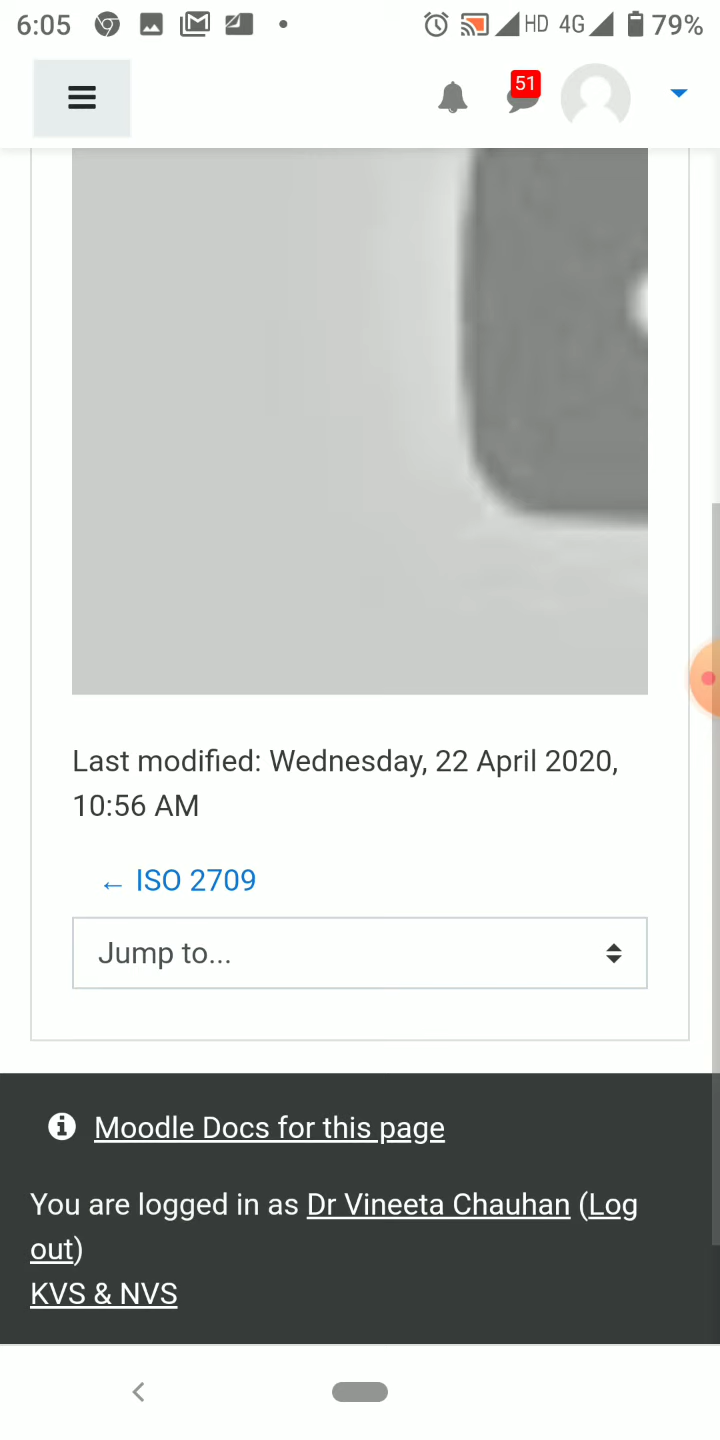 6:05 HD 4G 79%
51
Last modified: Wednesday, 22 April 2020,
10:56 AM
← ISO 2709
Jump to...
Moodle Docs for this page
You are logged in as Dr Vineeta Chauhan (Log
out)
KVS & NVS